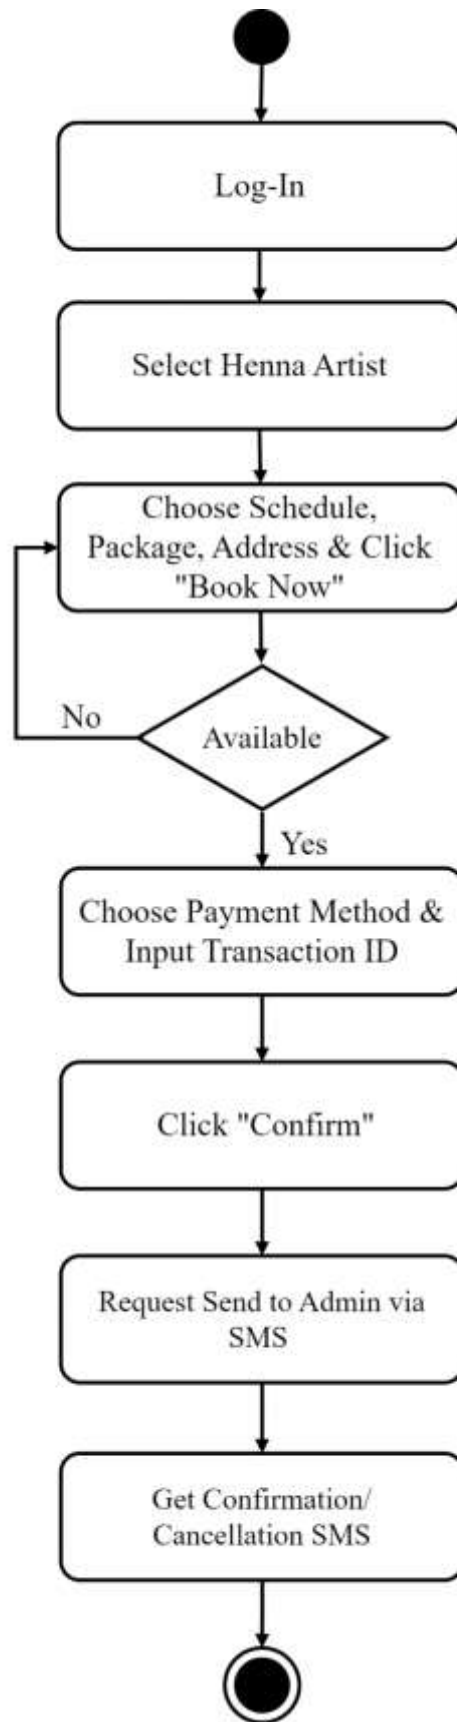 Log-In
Select Henna Artist
Choose Schedule,
Package, Address & Click
"Book Now"
No
Available
Yes
Choose Payment Method &
Input Transaction ID
Click "Confirm"
Request Send to Admin via
SMS
Get Confirmation/
Cancellation SMS